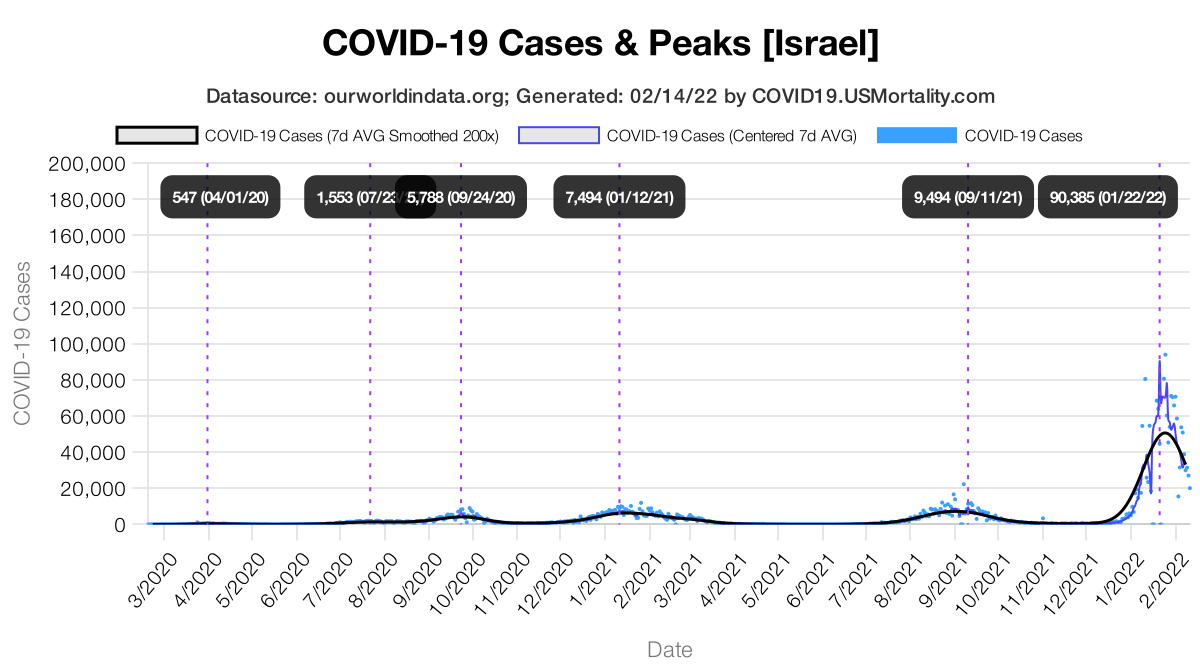 COVID-19 Cases & Peaks [Israel]
Datasource: ourworldindata.org; Generated: 02/14/22 by COVID19.USMortality.com
COVID-19 Cases (7d AVG Smoothed 200x) COVID-19 Cases (Centered 7d AVG) COVID-19 Cases
200,000
180,000
160,000
140,000
120,000
100,000
80,000
60,000
40,000
20,000
0
COVID-19 Cases
547 (04/01/20) 1,553 (07/23/ 5,788 (09/24/20) 7,494 (01/12/21) 9,494 (09/11/21) 90,385 (01/22/22)
3/2020 4/2020 5/2020 6/2020 7/2020 8/2020 9/2020 10/2020 11/2020 12/2020 1/2021 2/2021 3/2021 4/2021 5/2021 6/2021 7/2021 8/2021 9/2021 10/2021 11/2021 12/2021 1/2022 2/2022
Date